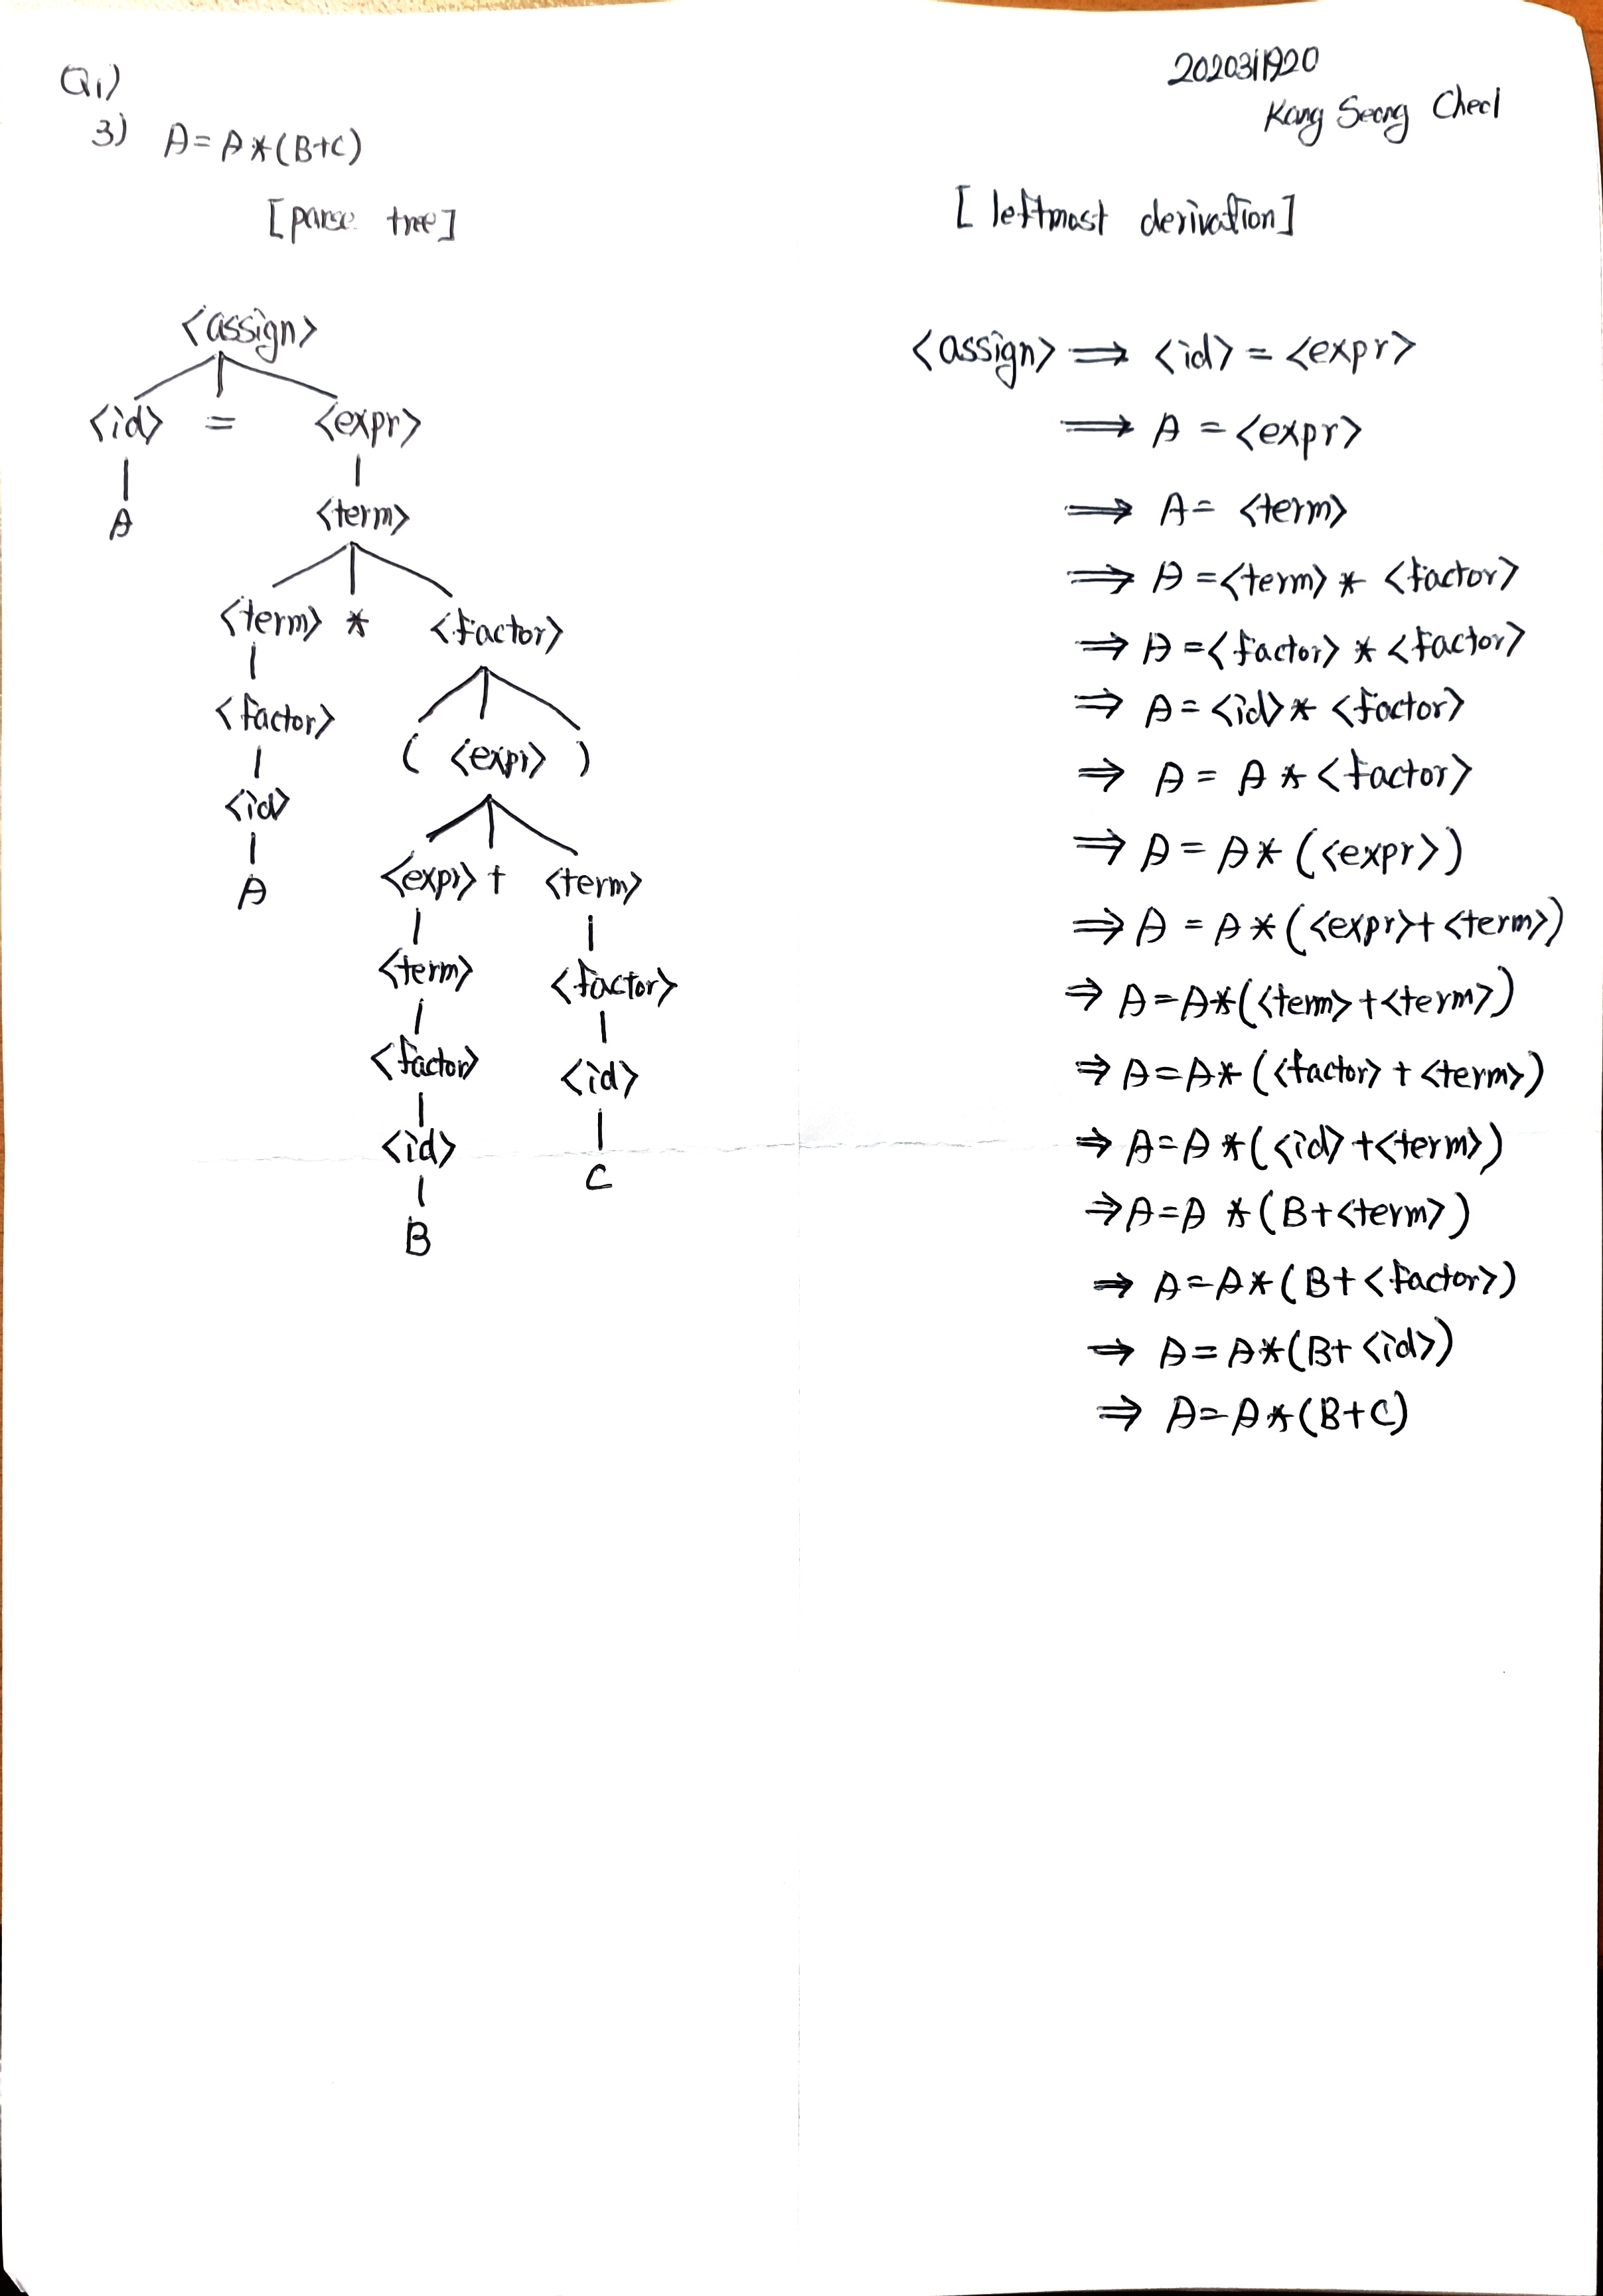 Q1)
2020311920
Kang Seong Cheol
3) A=A*(B+C)
[parse tree]
<assign>
<id> = <expr>
A
<term>
<term> * <factor>
<factor>
( <expr> )
<id>
A
<expr> + <term>
<term>
<factor>
<factor>
<id>
<id>
C
B
[leftmost derivation]
<assign> ⟹ <id> = <expr>
⟹ A = <expr>
⟹ A = <term>
⟹ A = <term> * <factor>
⟹ A = <factor> * <factor>
⟹ A = <id> * <factor>
⟹ A = A * <factor>
⟹ A = A * (<expr>)
⟹ A = A * (<expr> + <term>)
⟹ A = A * (<term> + <term>)
⟹ A = A * (<factor> + <term>)
⟹ A = A * (<id> + <term>)
⟹ A = A * (B + <term>)
⟹ A = A * (B + <factor>)
⟹ A = A * (B + <id>)
⟹ A = A * (B + C)